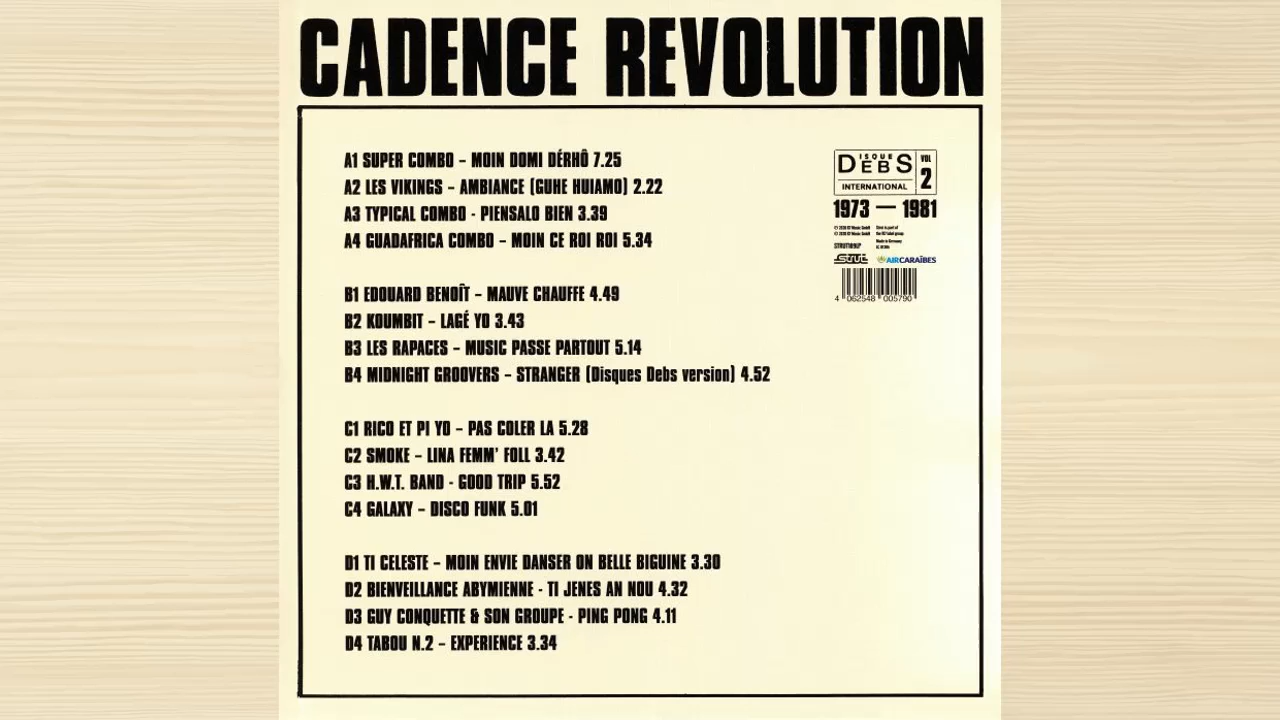 CADENCE REVOLUTION
A1 SUPER COMBO – MOIN DOMI DÉRHÔ 7.25
A2 LES VIKINGS – AMBIANCE (GUHE HUIAMO) 2.22
A3 TYPICAL COMBO - PIENSALO BIEN 3.39
A4 GUADAFRICA COMBO – MOIN CE ROI ROI 5.34
B1 EDOUARD BENOÎT – MAUVE CHAUFFE 4.49
B2 KOUMBIT – LAGÉ YO 3.43
B3 LES RAPACES – MUSIC PASSE PARTOUT 5.14
B4 MIDNIGHT GROOVERS – STRANGER (Disques Debs version) 4.52
C1 RICO ET PI YO – PAS COLER LA 5.28
C2 SMOKE – LINA FEMM' FOLL 3.42
C3 H.W.T. BAND - GOOD TRIP 5.52
C4 GALAXY – DISCO FUNK 5.01
D1 TI CELESTE – MOIN ENVIE DANSER ON BELLE BIGUINE 3.30
D2 BIENVEILLANCE ABYMIENNE - TI JENES AN NOU 4.32
D3 GUY CONQUETTE & SON GROUPE - PING PONG 4.11
D4 TABOU N.2 – EXPERIENCE 3.34
DISQUE DEBS
INTERNATIONAL
VOL 2
1973 — 1981
Made in Germany
AIRCARAÏBES
4 062548 005790